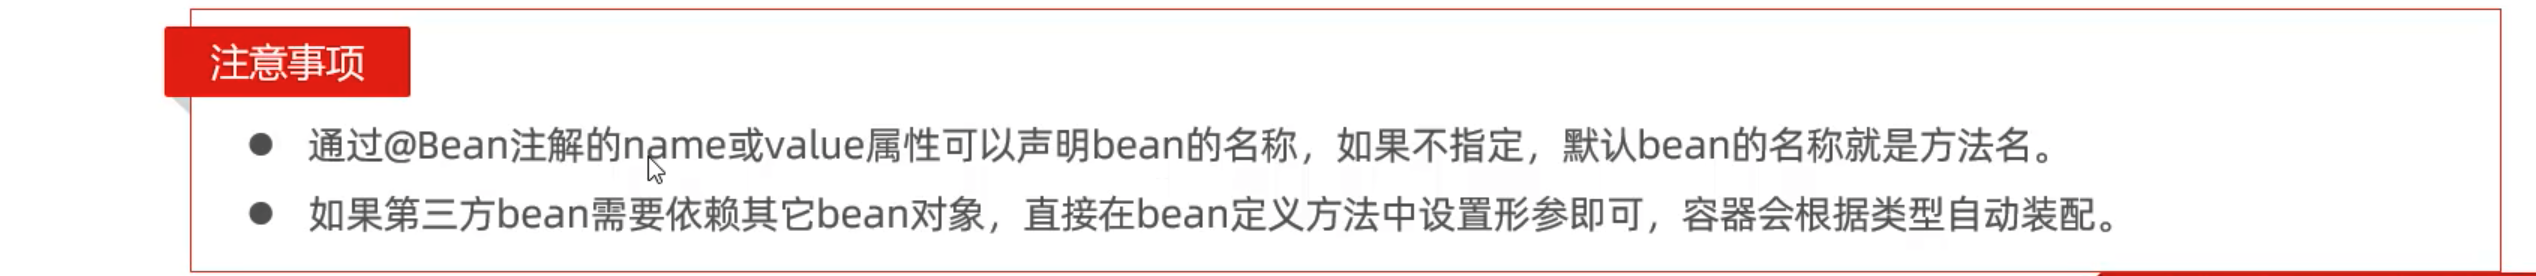 注意事项
● 通过@Bean注解的name或value属性可以声明bean的名称，如果不指定，默认bean的名称就是方法名。
● 如果第三方bean需要依赖其它bean对象，直接在bean定义方法中设置形参即可，容器会根据类型自动装配。